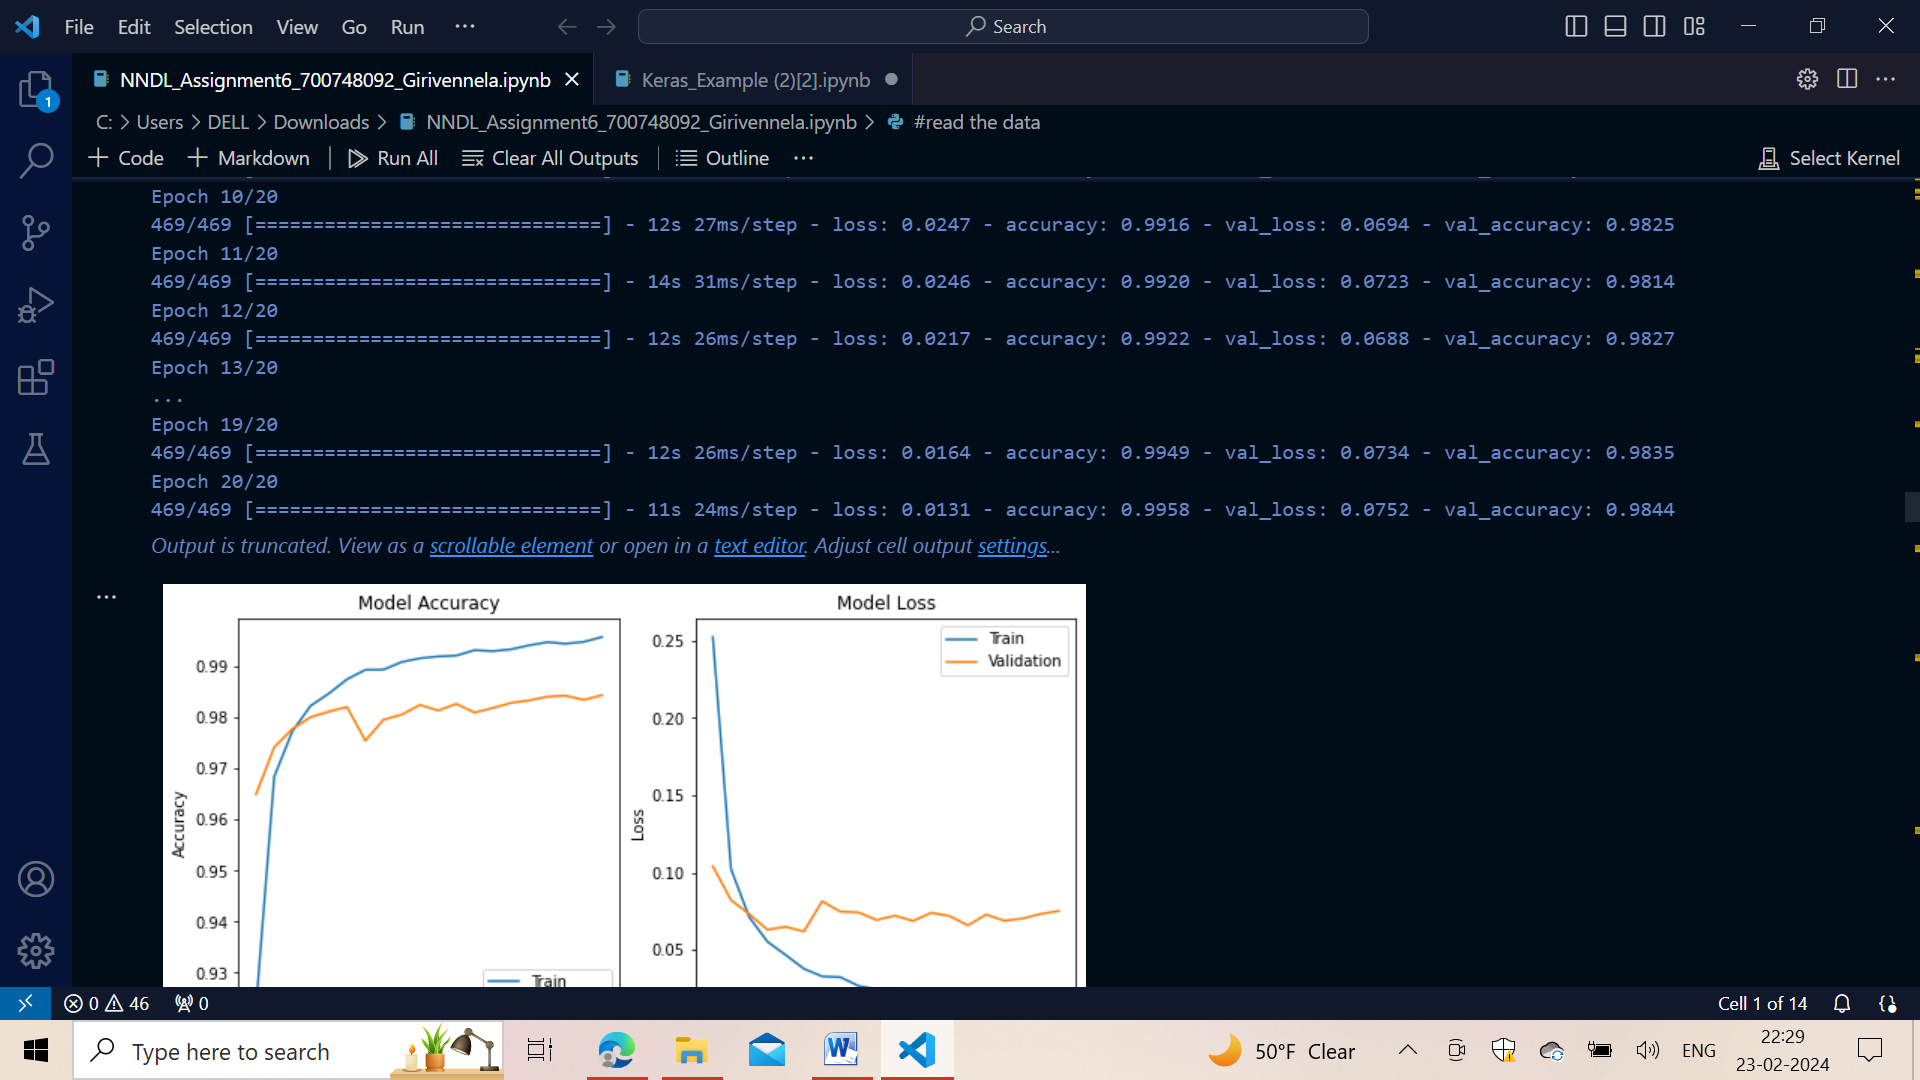 File Edit Selection View Go Run ··· Search
NNDL_Assignment6_700748092_Girivennela.ipynb Keras_Example (2)[2].ipynb
C: > Users > DELL > Downloads > NNDL_Assignment6_700748092_Girivennela.ipynb > #read the data
+ Code + Markdown Run All Clear All Outputs Outline ··· Select Kernel
1
Epoch 10/20
469/469 [==============================] - 12s 27ms/step - loss: 0.0247 - accuracy: 0.9916 - val_loss: 0.0694 - val_accuracy: 0.9825
Epoch 11/20
469/469 [==============================] - 14s 31ms/step - loss: 0.0246 - accuracy: 0.9920 - val_loss: 0.0723 - val_accuracy: 0.9814
Epoch 12/20
469/469 [==============================] - 12s 26ms/step - loss: 0.0217 - accuracy: 0.9922 - val_loss: 0.0688 - val_accuracy: 0.9827
Epoch 13/20
...
Epoch 19/20
469/469 [==============================] - 12s 26ms/step - loss: 0.0164 - accuracy: 0.9949 - val_loss: 0.0734 - val_accuracy: 0.9835
Epoch 20/20
469/469 [==============================] - 11s 24ms/step - loss: 0.0131 - accuracy: 0.9958 - val_loss: 0.0752 - val_accuracy: 0.9844
Output is truncated. View as a scrollable element or open in a text editor. Adjust cell output settings...
···
Model Accuracy
0.99
0.98
0.97
0.96
0.95
0.94
0.93
Accuracy
Train
Model Loss
0.25
0.20
0.15
0.10
0.05
Loss
Train
Validation
0 46 0 Cell 1 of 14
Type here to search 50°F Clear ENG 22:29
23-02-2024